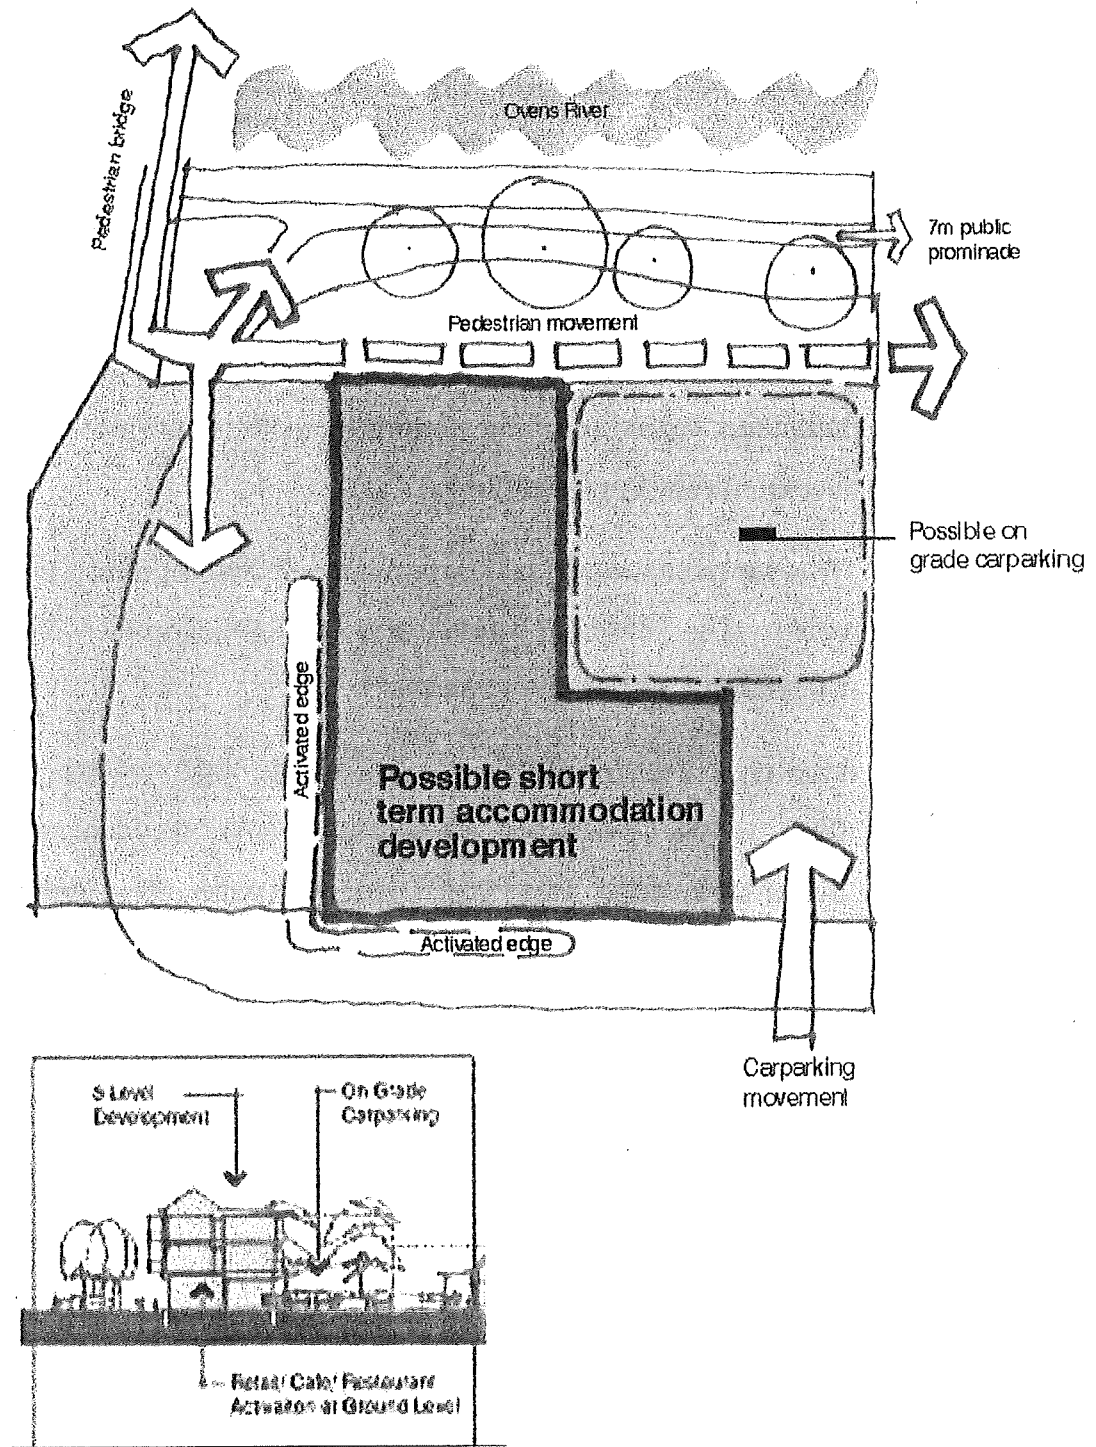 Ovens River
Pedestrian bridge
7m public
prominade
Pedestrian movement
Possible on
grade carparking
Activated edge
Possible short
term accommodation
development
Activated edge
Carparking
movement
Level
Development
On Grade
Carparking
Retail/ Cafe/ Restaurant
Activation at Ground Level